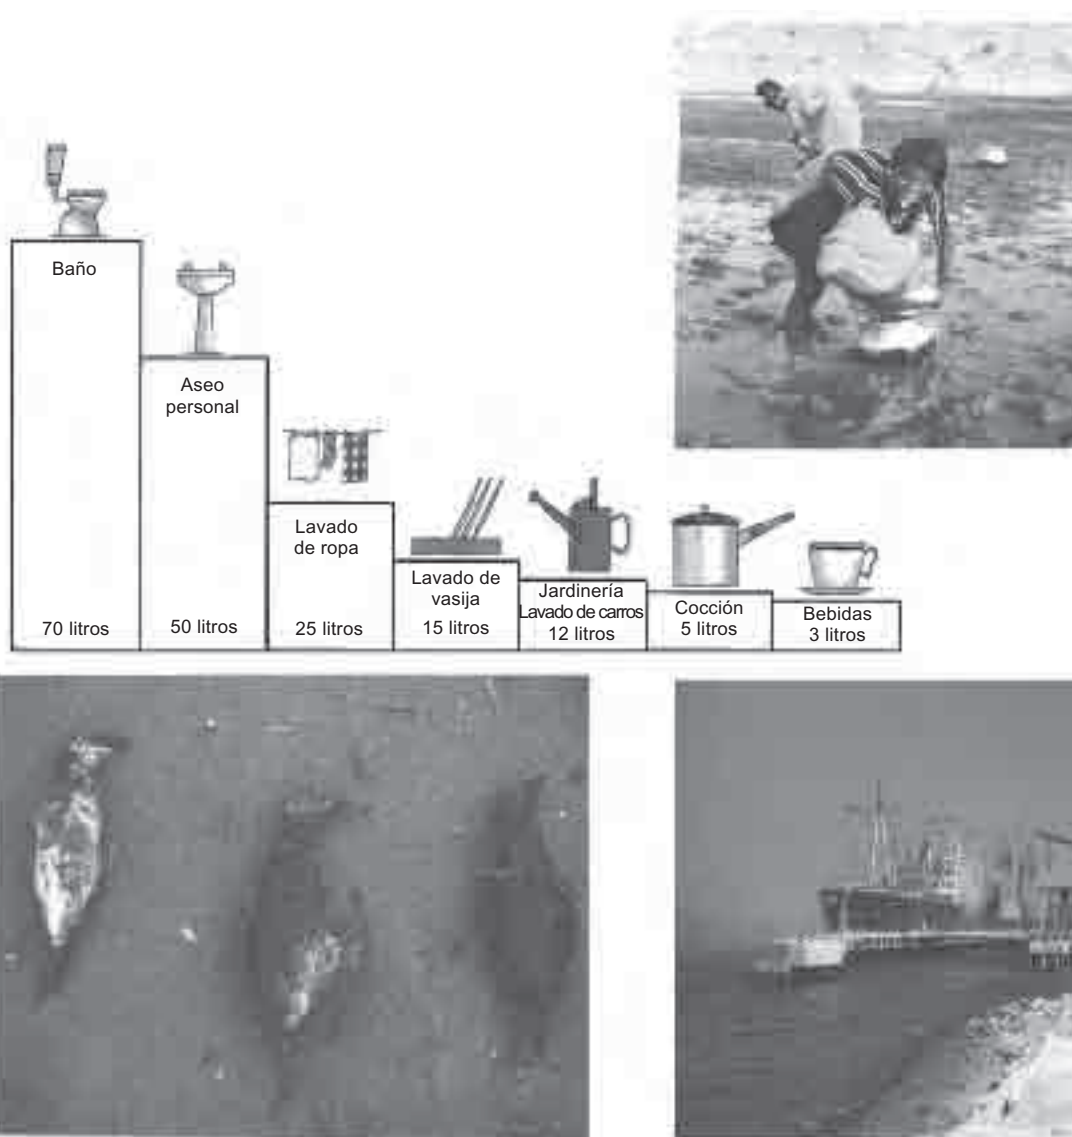 Baño
70 litros
Aseo
personal
50 litros
Lavado
de ropa
25 litros
Lavado de
vasija
15 litros
Jardinería
Lavado de carros
12 litros
Cocción
5 litros
Bebidas
3 litros